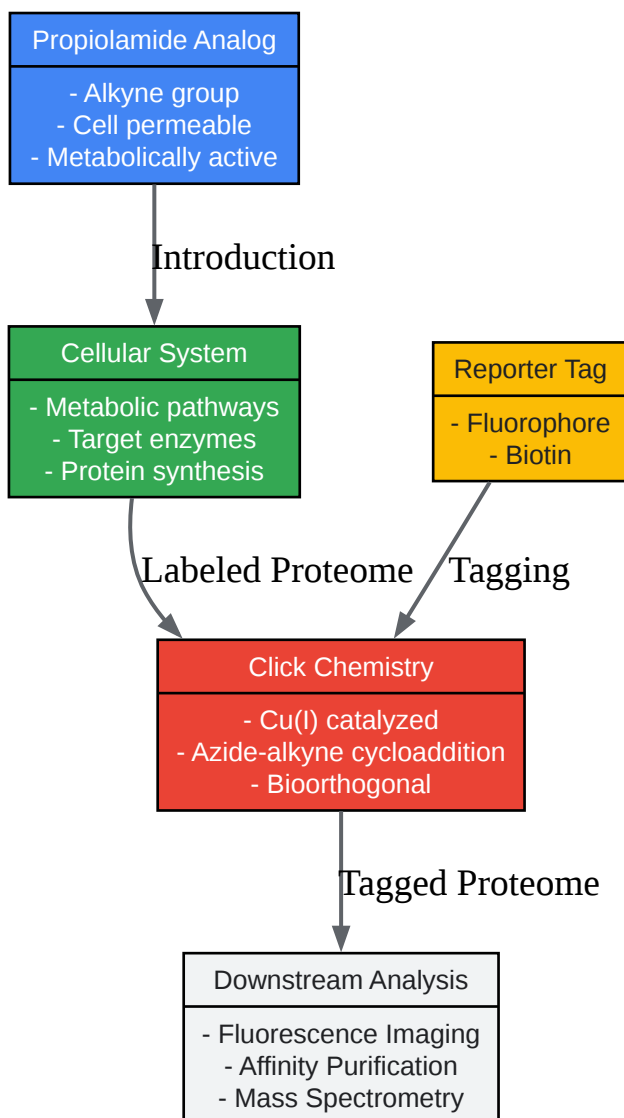 Propiolamide Analog
- Alkyne group
- Cell permeable
- Metabolically active
Introduction
Cellular System
- Metabolic pathways
- Target enzymes
- Protein synthesis
Reporter Tag
- Fluorophore
- Biotin
Labeled Proteome
Tagging
Click Chemistry
- Cu(I) catalyzed
- Azide-alkyne cycloaddition
- Bioorthogonal
Tagged Proteome
Downstream Analysis
- Fluorescence Imaging
- Affinity Purification
- Mass Spectrometry